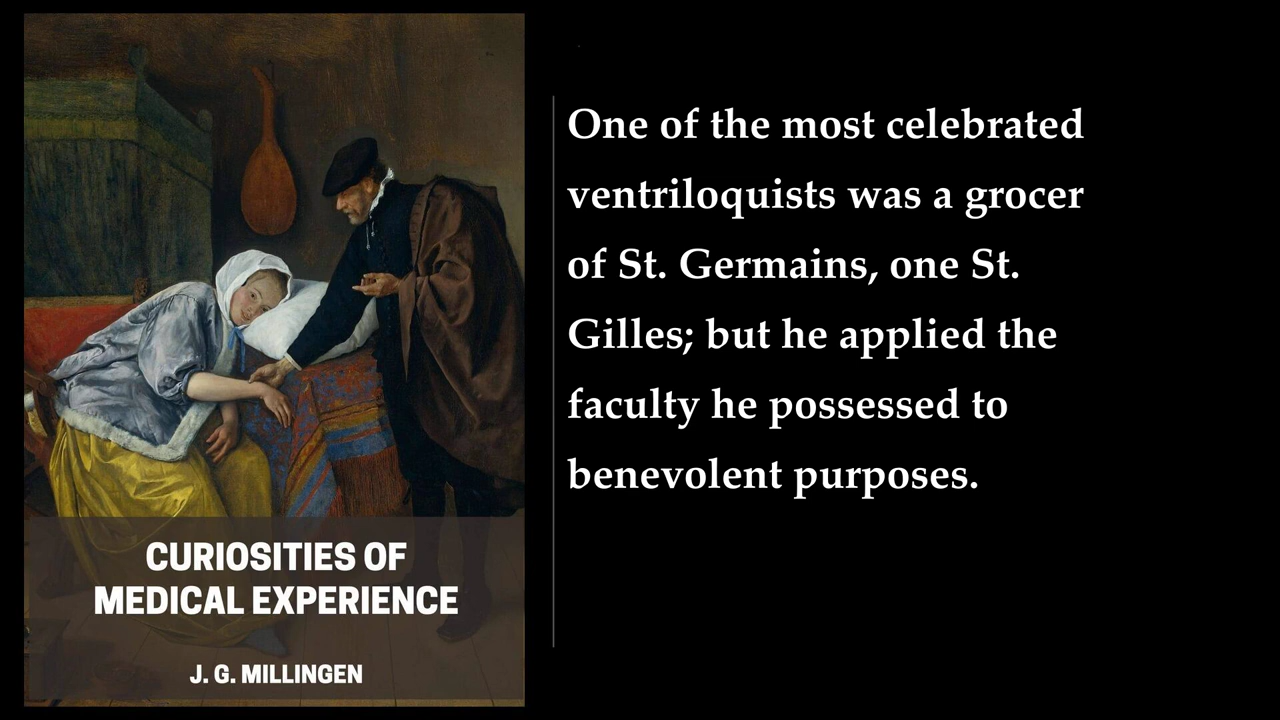 One of the most celebrated
ventriloquists was a grocer
of St. Germains, one St.
Gilles; but he applied the
faculty he possessed to
benevolent purposes.
CURIOSITIES OF
MEDICAL EXPERIENCE
J. G. MILLINGEN